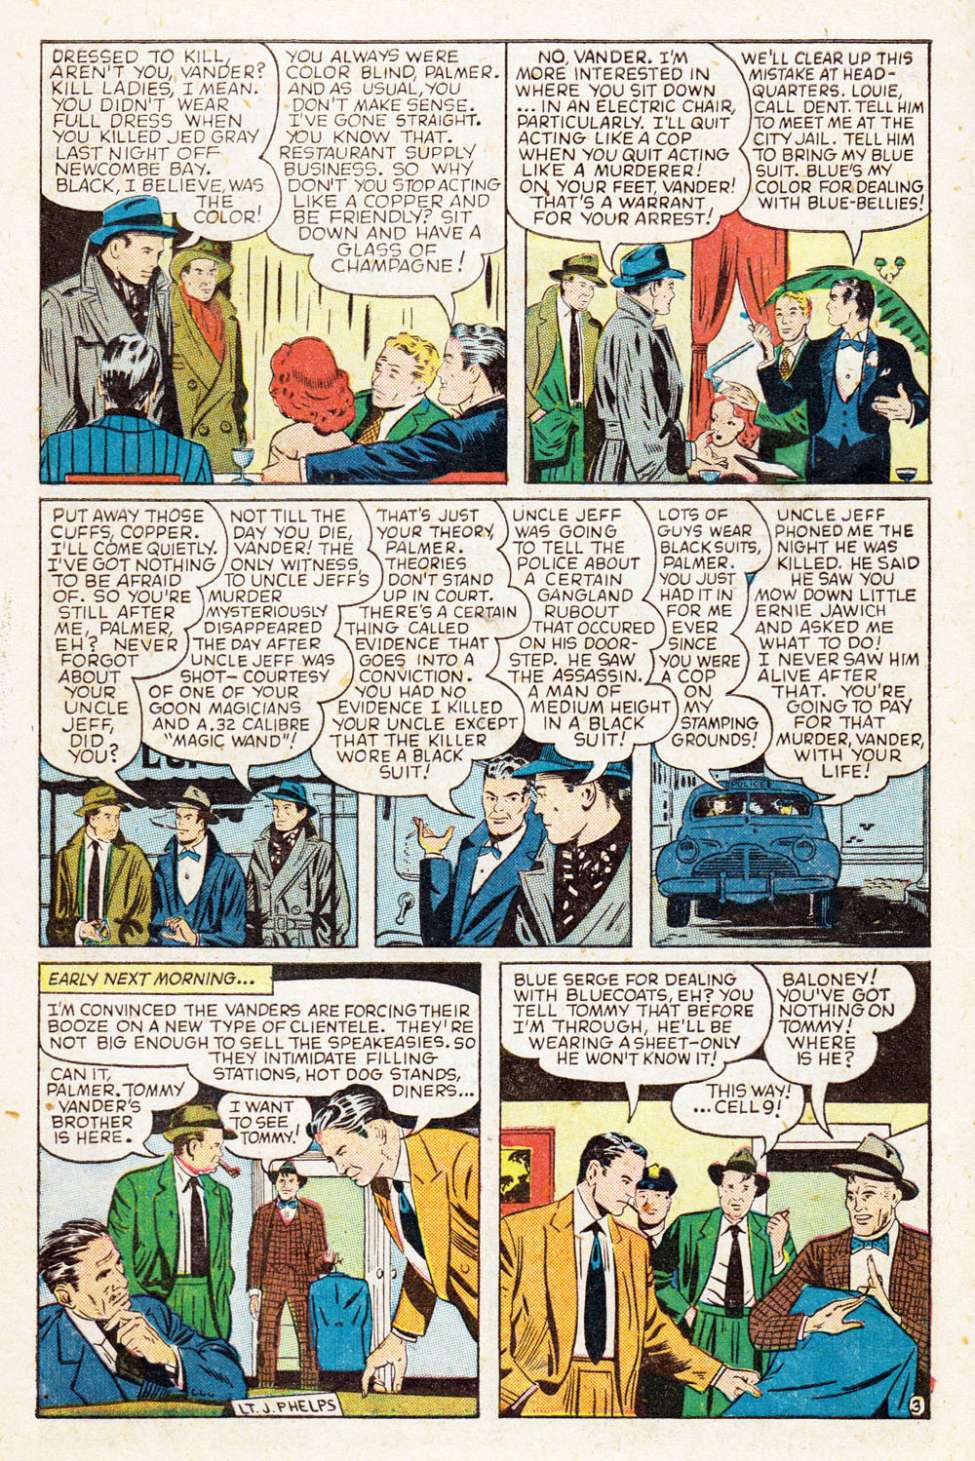 DRESSED TO KILL,
AREN'T YOU, VANDER?
KILL LADIES, I MEAN.
YOU DIDN'T WEAR
FULL DRESS WHEN
YOU KILLED JED GRAY
LAST NIGHT OFF
NEWCOMBE BAY.
BLACK, I BELIEVE, WAS
THE
COLOR!
YOU ALWAYS WERE
COLOR BLIND, PALMER.
AND AS USUAL, YOU
DON'T MAKE SENSE.
I'VE GONE STRAIGHT.
YOU KNOW THAT.
RESTAURANT SUPPLY
BUSINESS. SO WHY
DON'T YOU STOP ACTING
LIKE A COPPER AND
BE FRIENDLY? SIT
DOWN AND HAVE A
GLASS OF
CHAMPAGNE!
NO, VANDER. I'M
MORE INTERESTED IN
WHERE YOU SIT DOWN
... IN AN ELECTRIC CHAIR,
PARTICULARLY. I'LL QUIT
ACTING LIKE A COP
WHEN YOU QUIT ACTING
LIKE A MURDERER!
ON YOUR FEET, VANDER!
THAT'S A WARRANT
FOR YOUR ARREST!
WE'LL CLEAR UP THIS
MISTAKE AT HEAD-
QUARTERS. LOUIE,
CALL DENT. TELL HIM
TO MEET ME AT THE
CITY JAIL. TELL HIM
TO BRING MY BLUE
SUIT. BLUE'S MY
COLOR FOR DEALING
WITH BLUE-BELLIES!
PUT AWAY THOSE
CUFFS, COPPER.
I'LL COME QUIETLY.
I'VE GOT NOTHING
TO BE AFRAID
OF. SO YOU'RE
STILL AFTER
ME, PALMER,
EH? NEVER
FORGOT
ABOUT
YOUR
UNCLE
JEFF,
DID
YOU?
NOT TILL THE
DAY YOU DIE,
VANDER! THE
ONLY WITNESS
TO UNCLE JEFF'S
MURDER
MYSTERIOUSLY
DISAPPEARED
THE DAY AFTER
UNCLE JEFF WAS
SHOT—COURTESY
OF ONE OF YOUR
GOON MAGICIANS
AND A .32 CALIBRE
"MAGIC WAND"!
THAT'S JUST
YOUR THEORY,
PALMER.
THEORIES
DON'T STAND
UP IN COURT.
THERE'S A CERTAIN
THING CALLED
EVIDENCE THAT
GOES INTO A
CONVICTION.
YOU HAD NO
EVIDENCE I KILLED
YOUR UNCLE EXCEPT
THAT THE KILLER
WORE A BLACK
SUIT!
UNCLE JEFF
WAS GOING
TO TELL THE
POLICE ABOUT
A CERTAIN
GANGLAND
RUBOUT
THAT OCCURED
ON HIS DOOR-
STEP. HE SAW
THE ASSASSIN.
A MAN OF
MEDIUM HEIGHT
IN A BLACK
SUIT!
LOTS OF
GUYS WEAR
BLACK SUITS,
PALMER.
YOU JUST
HAD IT IN
FOR ME
EVER
SINCE
YOU WERE
A COP
ON
MY
STAMPING
GROUNDS!
UNCLE JEFF
PHONED ME THE
NIGHT HE WAS
KILLED. HE SAID
HE SAW YOU
MOW DOWN LITTLE
ERNIE JAWICH
AND ASKED ME
WHAT TO DO!
I NEVER SAW HIM
ALIVE AFTER
THAT. YOU'RE
GOING TO PAY
FOR THAT
MURDER, VANDER,
WITH YOUR
LIFE!
POLICE
EARLY NEXT MORNING...
I'M CONVINCED THE VANDERS ARE FORCING THEIR
BOOZE ON A NEW TYPE OF CLIENTELE. THEY'RE
NOT BIG ENOUGH TO SELL THE SPEAKEASIES. SO
THEY INTIMIDATE FILLING
STATIONS, HOT DOG STANDS,
DINERS...
CAN IT,
PALMER. TOMMY
VANDER'S
BROTHER
IS HERE.
I WANT
TO SEE
TOMMY!
LT. J. PHELPS
BLUE SERGE FOR DEALING
WITH BLUECOATS, EH? YOU
TELL TOMMY THAT BEFORE
I'M THROUGH, HE'LL BE
WEARING A SHEET—ONLY
HE WON'T KNOW IT!
BALONEY!
YOU'VE GOT
NOTHING ON
TOMMY!
WHERE
IS HE?
THIS WAY!
...CELL 9!
3